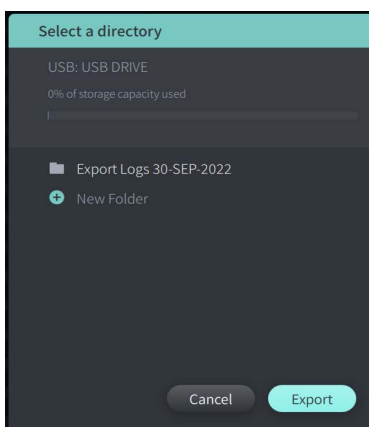 Select a directory
USB: USB DRIVE
0% of storage capacity used
Export Logs 30-SEP-2022
New Folder
Cancel Export